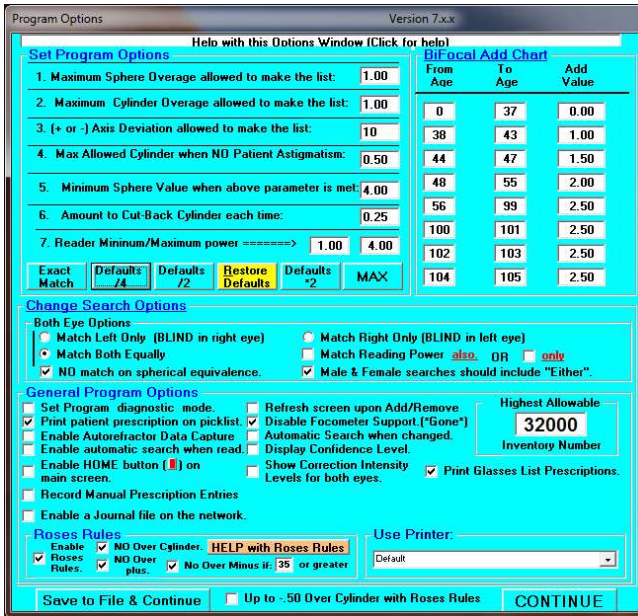 Program Options Version 7.x.x
Help with this Options Window (Click for help)
Set Program Options
1. Maximum Sphere Overage allowed to make the list: 1.00
2. Maximum Cylinder Overage allowed to make the list: 1.00
3. (+ or -) Axis Deviation allowed to make the list: 10
4. Max Allowed Cylinder when NO Patient Astigmatism: 0.50
5. Minimum Sphere Value when above parameter is met: 4.00
6. Amount to Cut-Back Cylinder each time: 0.25
7. Reader Mininum/Maximum power =======> 1.00 4.00
Exact Match
Defaults /4
Defaults /2
Restore Defaults
Defaults *2
MAX
BiFocal Add Chart
From Age To Age Add Value
0 37 0.00
38 43 1.00
44 47 1.50
48 55 2.00
56 99 2.50
100 101 2.50
102 103 2.50
104 105 2.50
Change Search Options
Both Eye Options
Match Left Only (BLIND in right eye) Match Right Only (BLIND in left eye)
Match Both Equally Match Reading Power also. OR only
NO match on spherical equivalence. Male & Female searches should include "Either".
General Program Options
Set Program diagnostic mode.
Print patient prescription on picklist.
Enable Autorefractor Data Capture
Enable automatic search when read.
Enable HOME button ( ) on
main screen.
Record Manual Prescription Entries
Enable a Journal file on the network.
Refresh screen upon Add/Remove
Disable Focometer Support.(*Gone*)
Automatic Search when changed.
Display Confidence Level.
Show Correction Intensity
Levels for both eyes.
Highest Allowable
32000
Inventory Number
Print Glasses List Prescriptions.
Roses Rules
Enable
Roses
Rules.
NO Over Cylinder. HELP with Roses Rules
NO Over
plus.
No Over Minus if: 35 or greater
Use Printer:
Default
Save to File & Continue Up to -.50 Over Cylinder with Roses Rules CONTINUE